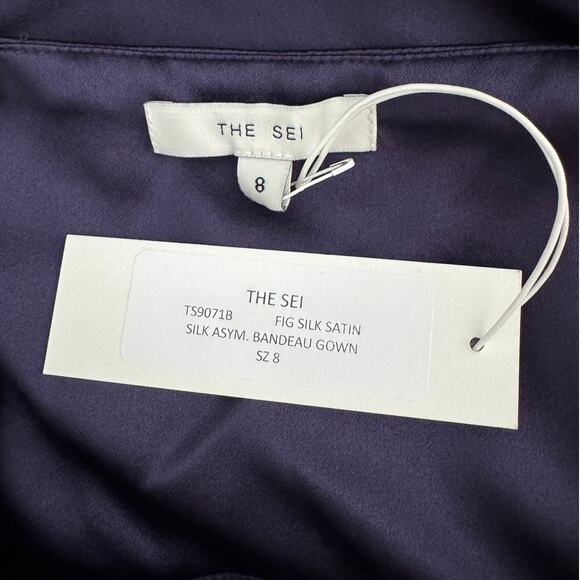 THE SEI
8
THE SEI
TS9071B FIG SILK SATIN
SILK ASYM. BANDEAU GOWN
SZ 8